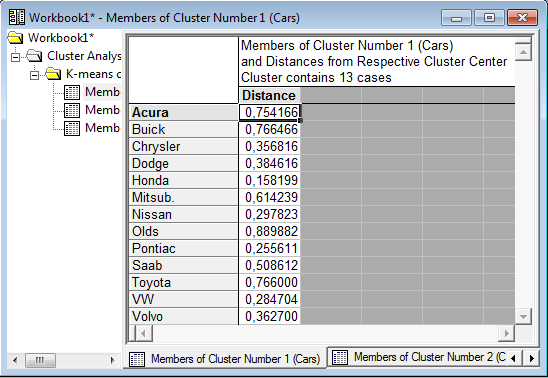 Workbook1* - Members of Cluster Number 1 (Cars)
Workbook1*
Cluster Analys
K-means c
Memb
Memb
Memb
Members of Cluster Number 1 (Cars)
and Distances from Respective Cluster Center
Cluster contains 13 cases
Distance
Acura 0,754166
Buick 0,766466
Chrysler 0,356816
Dodge 0,384616
Honda 0,158199
Mitsub. 0,614239
Nissan 0,297823
Olds 0,889882
Pontiac 0,255611
Saab 0,508612
Toyota 0,766000
VW 0,284704
Volvo 0,362700
Members of Cluster Number 1 (Cars) Members of Cluster Number 2 (C